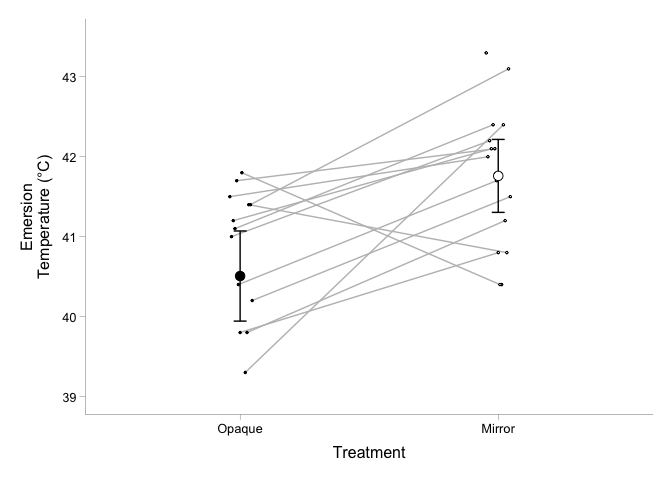 Emersion
Temperature (°C)
43
42
41
40
39
Opaque
Mirror
Treatment